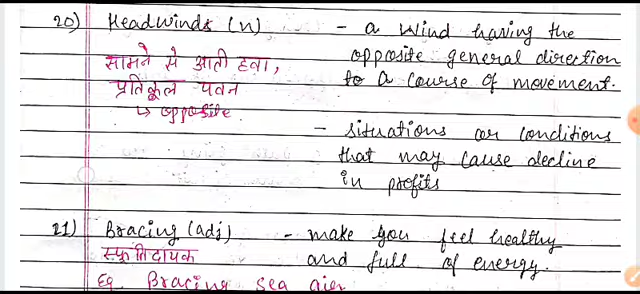 20) Headwinds (n) - a wind having the
सामने से आती हवा, opposite general direction
प्रतिकूल पवन to a course of movement.
↳ opposite
- situations or conditions
that may cause decline
in profits
21) Bracing (adj) - make you feel healthy
स्फूर्तिदायक and full of energy.
Eg. Bracing sea air